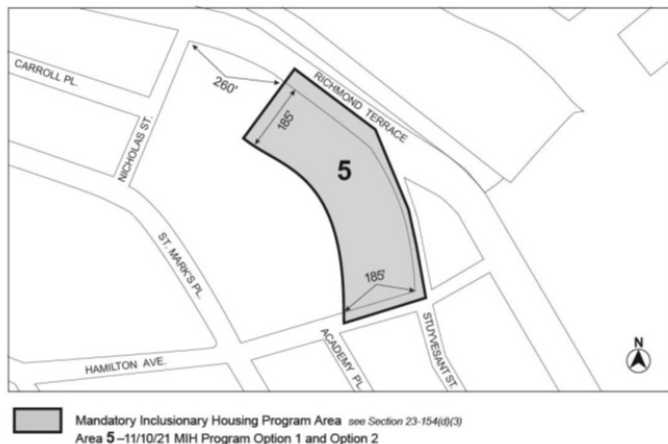 CARROLL PL.
NICHOLAS ST.
260'
RICHMOND TERRACE
185'
5
ST. MARK'S PL.
185'
HAMILTON AVE.
ACADEMY PL.
STUYVESANT ST.
N
Mandatory Inclusionary Housing Program Area see Section 23-154(d)(3)
Area 5 –11/10/21 MIH Program Option 1 and Option 2